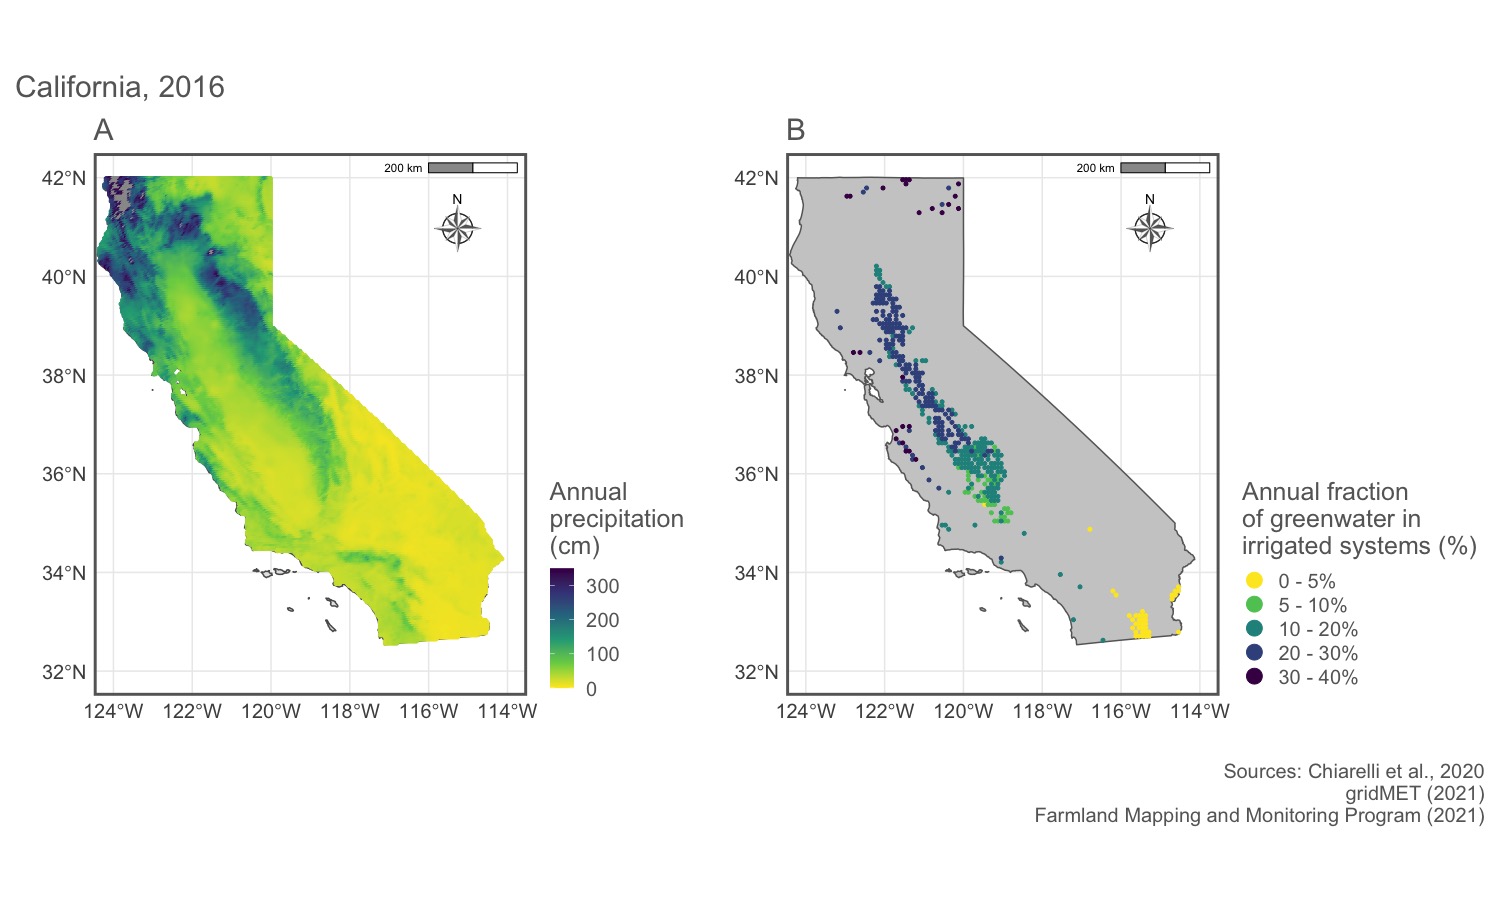 California, 2016
A
200 km
N
42°N
40°N
38°N
36°N
34°N
32°N
124°W 122°W 120°W 118°W 116°W 114°W
Annual
precipitation
(cm)
300
200
100
0
B
200 km
N
42°N
40°N
38°N
36°N
34°N
32°N
124°W 122°W 120°W 118°W 116°W 114°W
Annual fraction
of greenwater in
irrigated systems (%)
0 - 5%
5 - 10%
10 - 20%
20 - 30%
30 - 40%
Sources: Chiarelli et al., 2020
gridMET (2021)
Farmland Mapping and Monitoring Program (2021)